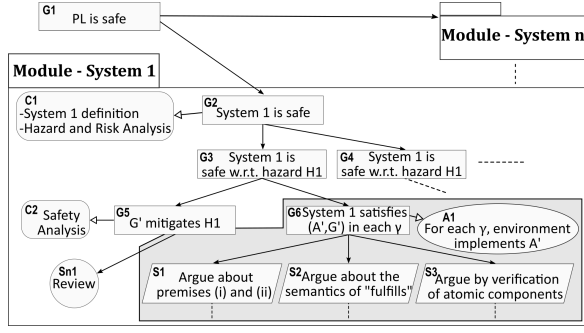 G1
PL is safe
Module - System n
Module - System 1
C1
-System 1 definition
-Hazard and Risk Analysis
G2
System 1 is safe
G3
System 1 is
safe w.r.t. hazard H1
G4
System 1 is
safe w.r.t. hazard H1
C2
Safety
Analysis
G5
G' mitigates H1
G6
System 1 satisfies
(A',G') in each γ
A1
For each γ, environment
implements A'
Sn1
Review
S1
Argue about
premises (i) and (ii)
S2
Argue about the
semantics of "fulfills"
S3
Argue by verification
of atomic components